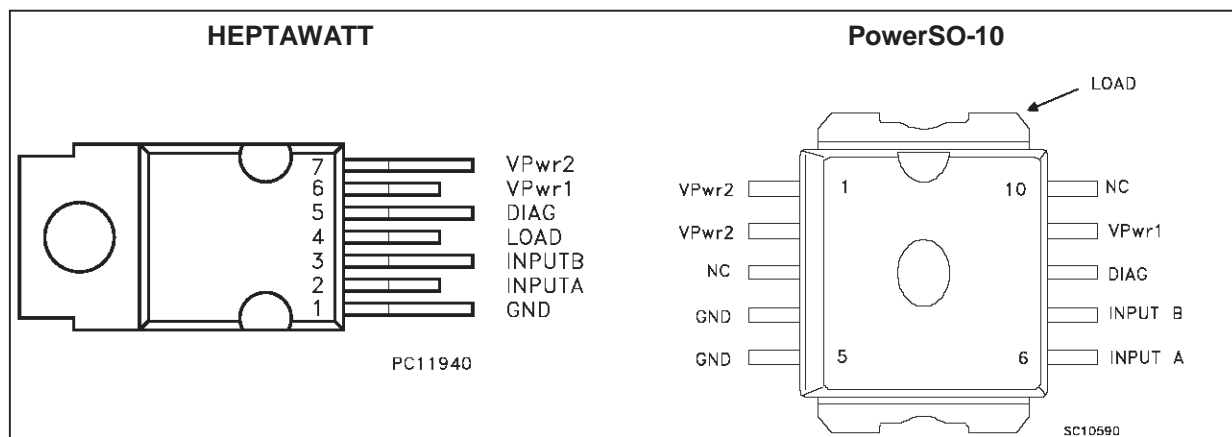 HEPTAWATT
7 VPwr2
6 VPwr1
5 DIAG
4 LOAD
3 INPUTB
2 INPUTA
1 GND
PC11940
PowerSO-10
LOAD
VPwr2 1 10 NC
VPwr2 VPwr1
NC DIAG
GND INPUT B
GND 5 6 INPUT A
SC10590